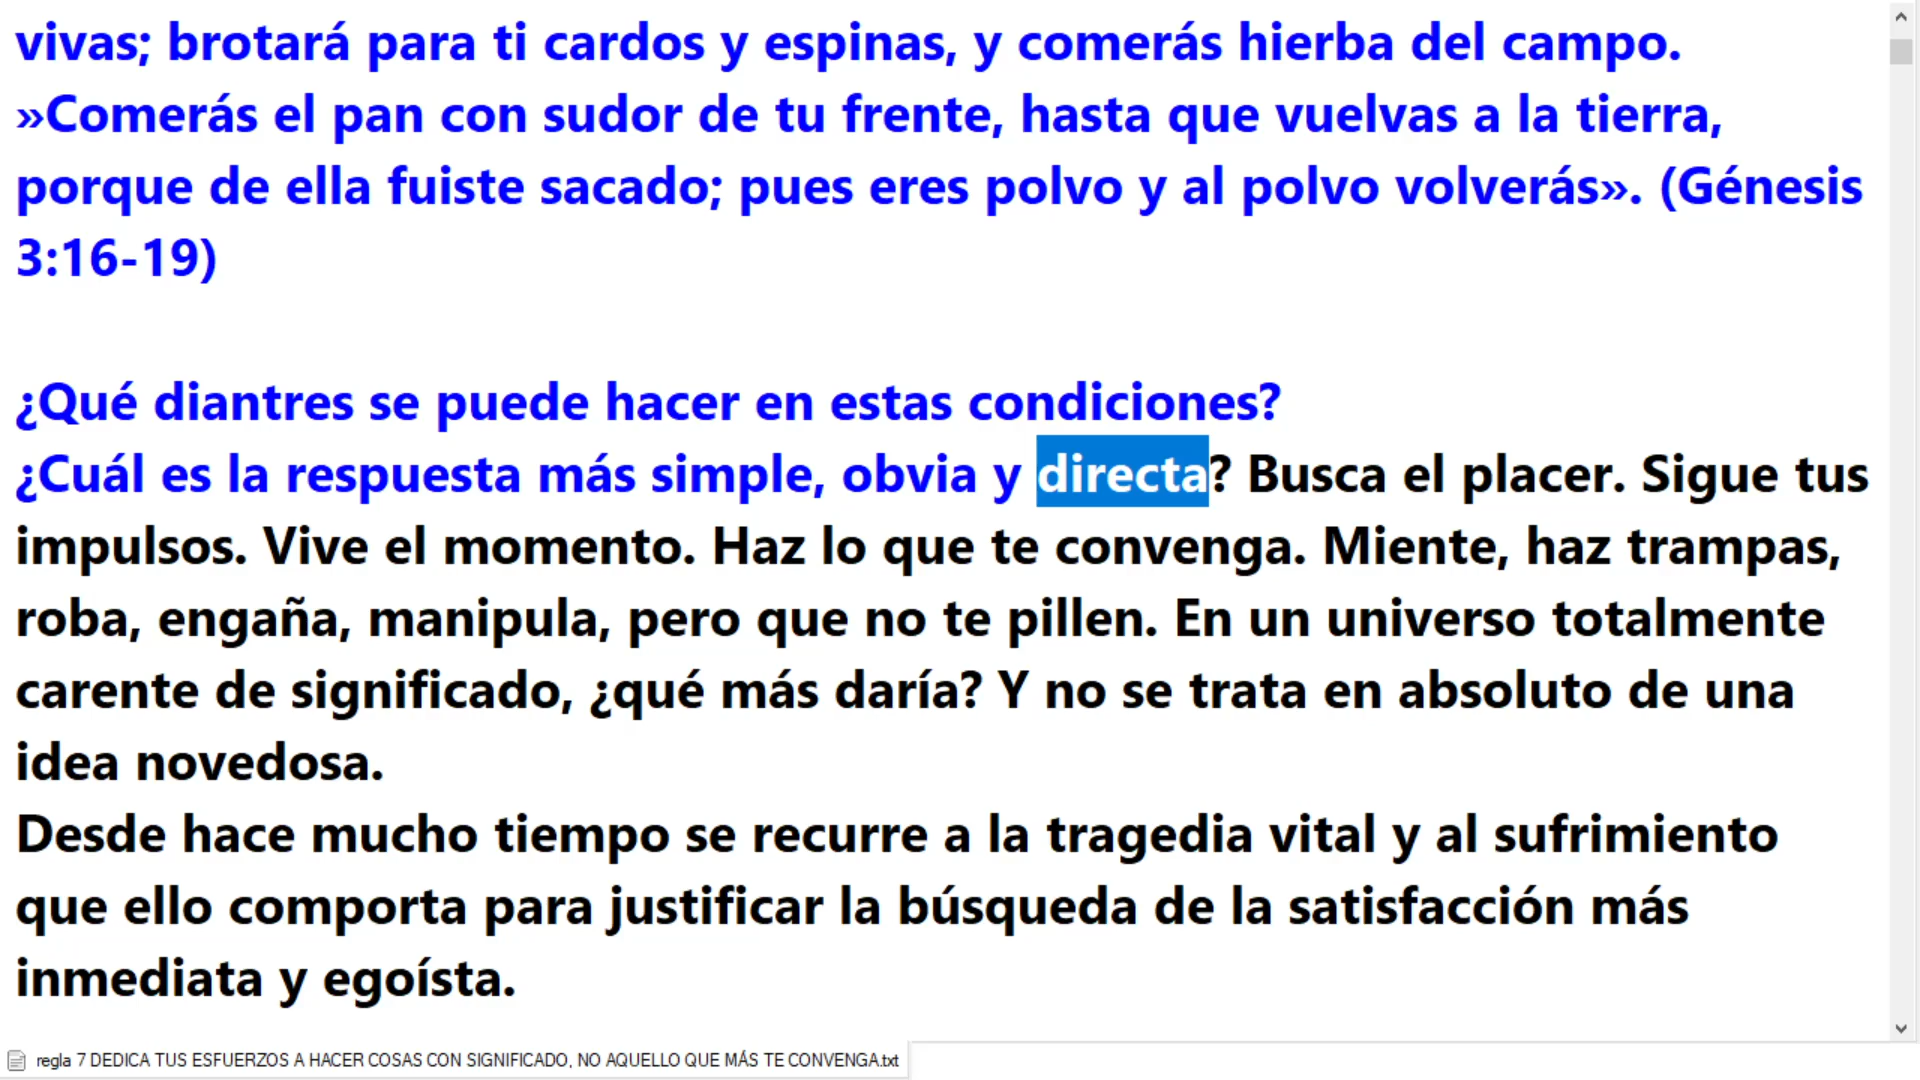 vivas; brotará para ti cardos y espinas, y comerás hierba del campo.
»Comerás el pan con sudor de tu frente, hasta que vuelvas a la tierra,
porque de ella fuiste sacado; pues eres polvo y al polvo volverás». (Génesis
3:16-19)
¿Qué diantres se puede hacer en estas condiciones?
¿Cuál es la respuesta más simple, obvia y directa? Busca el placer. Sigue tus
impulsos. Vive el momento. Haz lo que te convenga. Miente, haz trampas,
roba, engaña, manipula, pero que no te pillen. En un universo totalmente
carente de significado, ¿qué más daría? Y no se trata en absoluto de una
idea novedosa.
Desde hace mucho tiempo se recurre a la tragedia vital y al sufrimiento
que ello comporta para justificar la búsqueda de la satisfacción más
inmediata y egoísta.
regla 7 DEDICA TUS ESFUERZOS A HACER COSAS CON SIGNIFICADO, NO AQUELLO QUE MÁS TE CONVENGA.txt